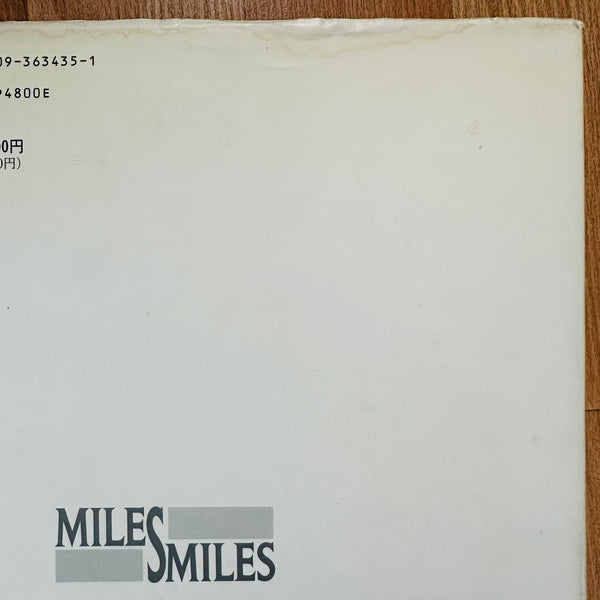 09-363435-1
P4800E
00円
0円)
MILES
SMILES